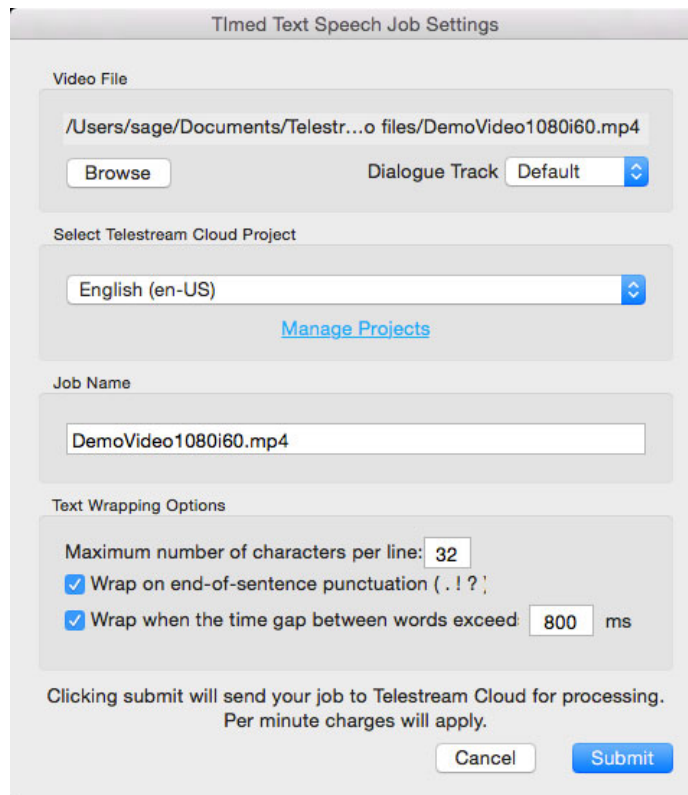 TImed Text Speech Job Settings
Video File
/Users/sage/Documents/Telestr...o files/DemoVideo1080i60.mp4
Browse
Dialogue Track Default
Select Telestream Cloud Project
English (en-US)
Manage Projects
Job Name
DemoVideo1080i60.mp4
Text Wrapping Options
Maximum number of characters per line: 32
Wrap on end-of-sentence punctuation ( . ! ? )
Wrap when the time gap between words exceed: 800 ms
Clicking submit will send your job to Telestream Cloud for processing.
Per minute charges will apply.
Cancel Submit